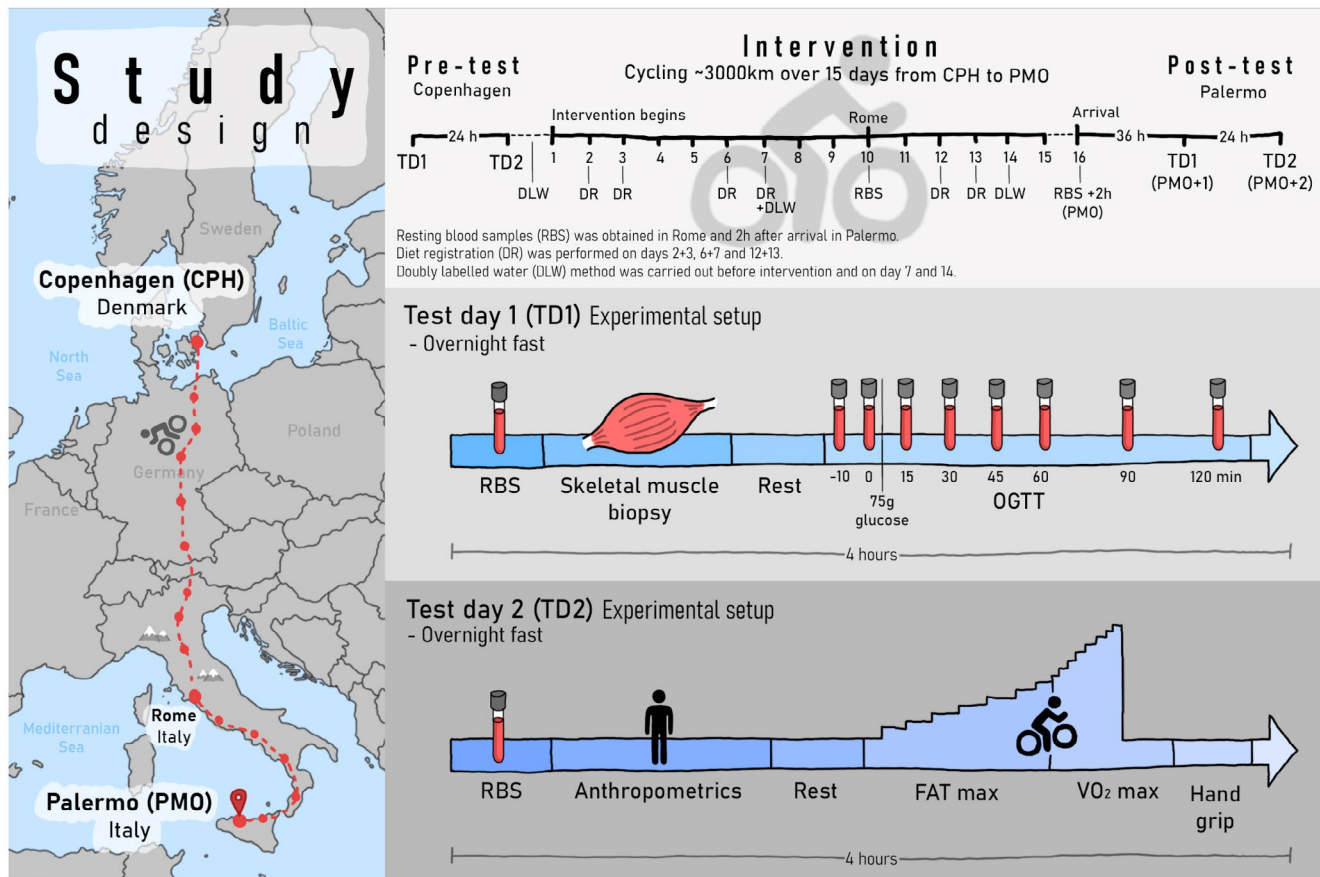 Study
design
Sweden
Copenhagen (CPH)
Denmark
Baltic
Sea
North
Sea
Poland
Germany
France
Rome
Italy
Mediterranean
Sea
Palermo (PMO)
Italy
Intervention
Cycling ~3000km over 15 days from CPH to PMO
Pre-test
Copenhagen
Post-test
Palermo
Intervention begins
Rome
Arrival
24 h
36 h
24 h
TD1
TD2
1 2 3 4 5 6 7 8 9 10 11 12 13 14 15 16
TD1
(PMO+1)
TD2
(PMO+2)
DLW
DR
DR
DR
DR
+DLW
RBS
DR
DR
DLW
RBS +2h
(PMO)
Resting blood samples (RBS) was obtained in Rome and 2h after arrival in Palermo.
Diet registration (DR) was performed on days 2+3, 6+7 and 12+13.
Doubly labelled water (DLW) method was carried out before intervention and on day 7 and 14.
Test day 1 (TD1) Experimental setup
- Overnight fast
RBS
Skeletal muscle
biopsy
Rest
-10 0 15 30 45 60 90 120 min
75g
glucose
OGTT
4 hours
Test day 2 (TD2) Experimental setup
- Overnight fast
RBS
Anthropometrics
Rest
FAT max
VO₂ max
Hand
grip
4 hours